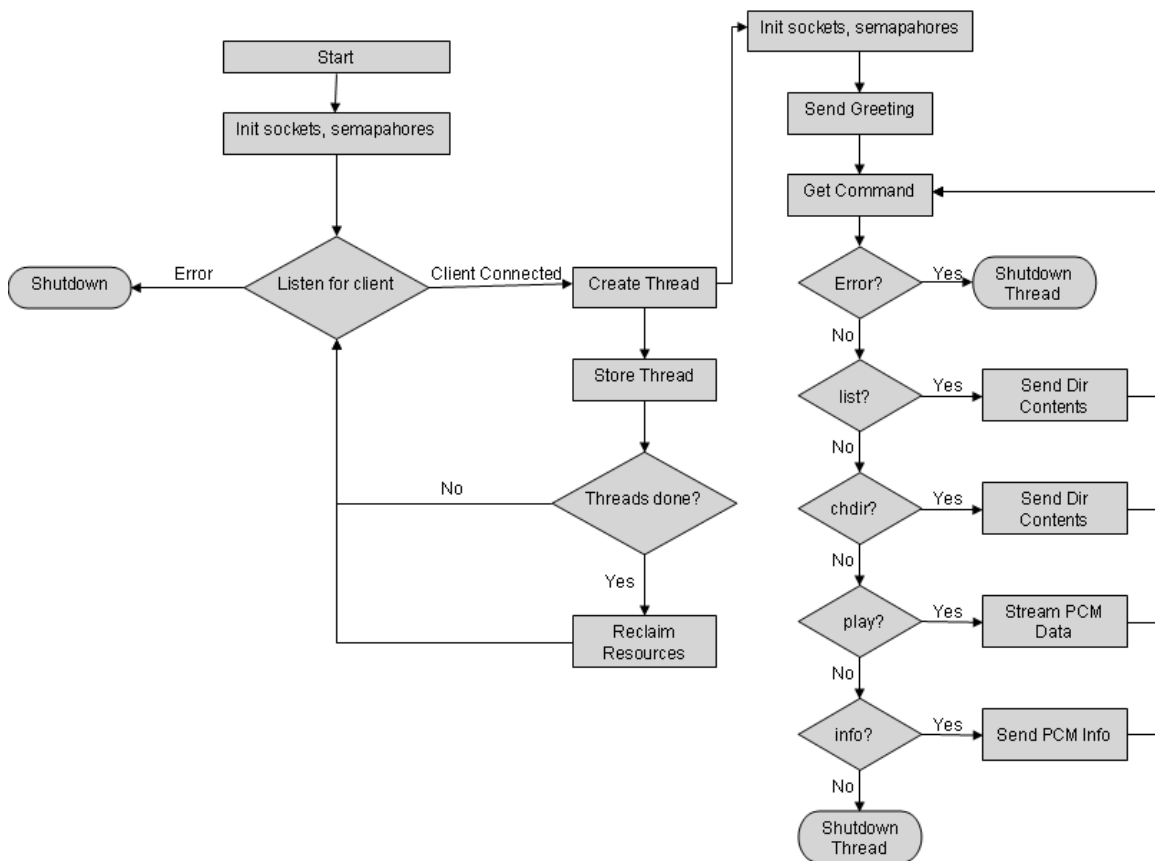 Start
Init sockets, semapahores
Listen for client
Error
Shutdown
Client Connected
Create Thread
Store Thread
Threads done?
No
Yes
Reclaim
Resources
Init sockets, semapahores
Send Greeting
Get Command
Error?
Yes
Shutdown
Thread
No
list?
Yes
Send Dir
Contents
No
chdir?
Yes
Send Dir
Contents
No
play?
Yes
Stream PCM
Data
No
info?
Yes
Send PCM Info
No
Shutdown
Thread